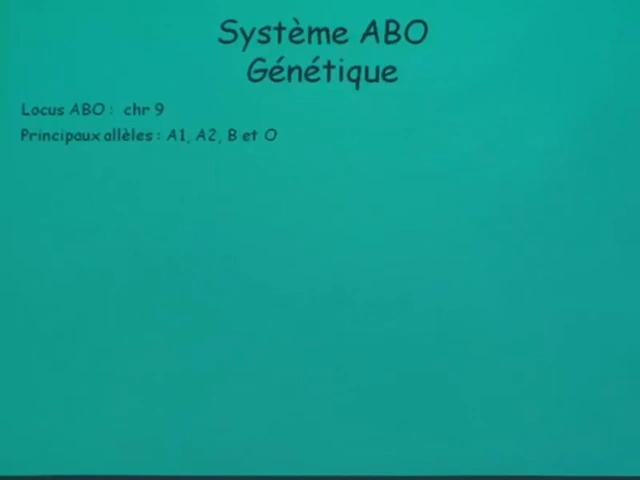 Système ABO
Génétique
Locus ABO : chr 9
Principaux allèles : A1, A2, B et O